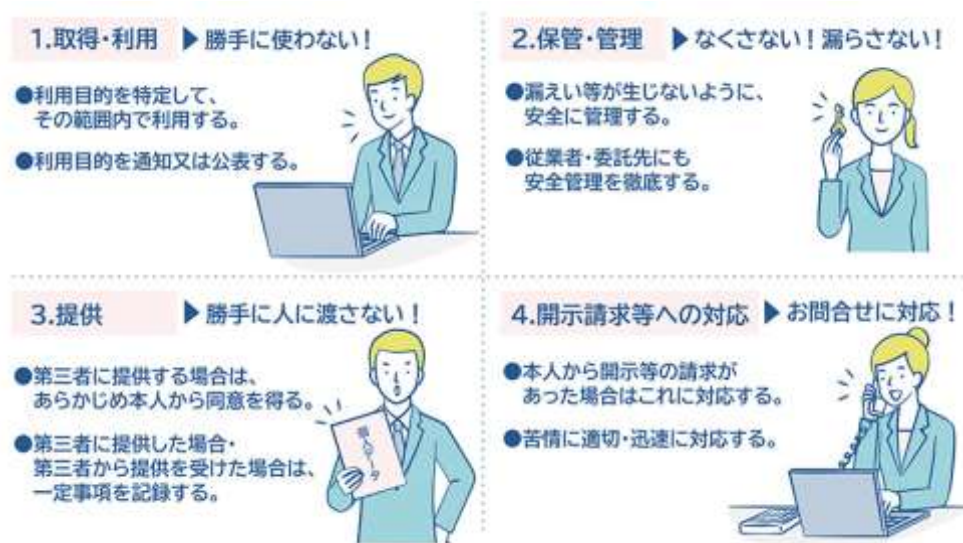 1.取得・利用 ▶勝手に使わない!
●利用目的を特定して、
その範囲内で利用する。
●利用目的を通知又は公表する。
2.保管・管理 ▶なくさない!漏らさない!
●漏えい等が生じないように、
安全に管理する。
●従業者・委託先にも
安全管理を徹底する。
3.提供 ▶勝手に人に渡さない!
●第三者に提供する場合は、
あらかじめ本人から同意を得る。
●第三者に提供した場合・
第三者から提供を受けた場合は、
一定事項を記録する。
個人データ
4.開示請求等への対応 ▶お問合せに対応!
●本人から開示等の請求が
あった場合はこれに対応する。
●苦情に適切・迅速に対応する。